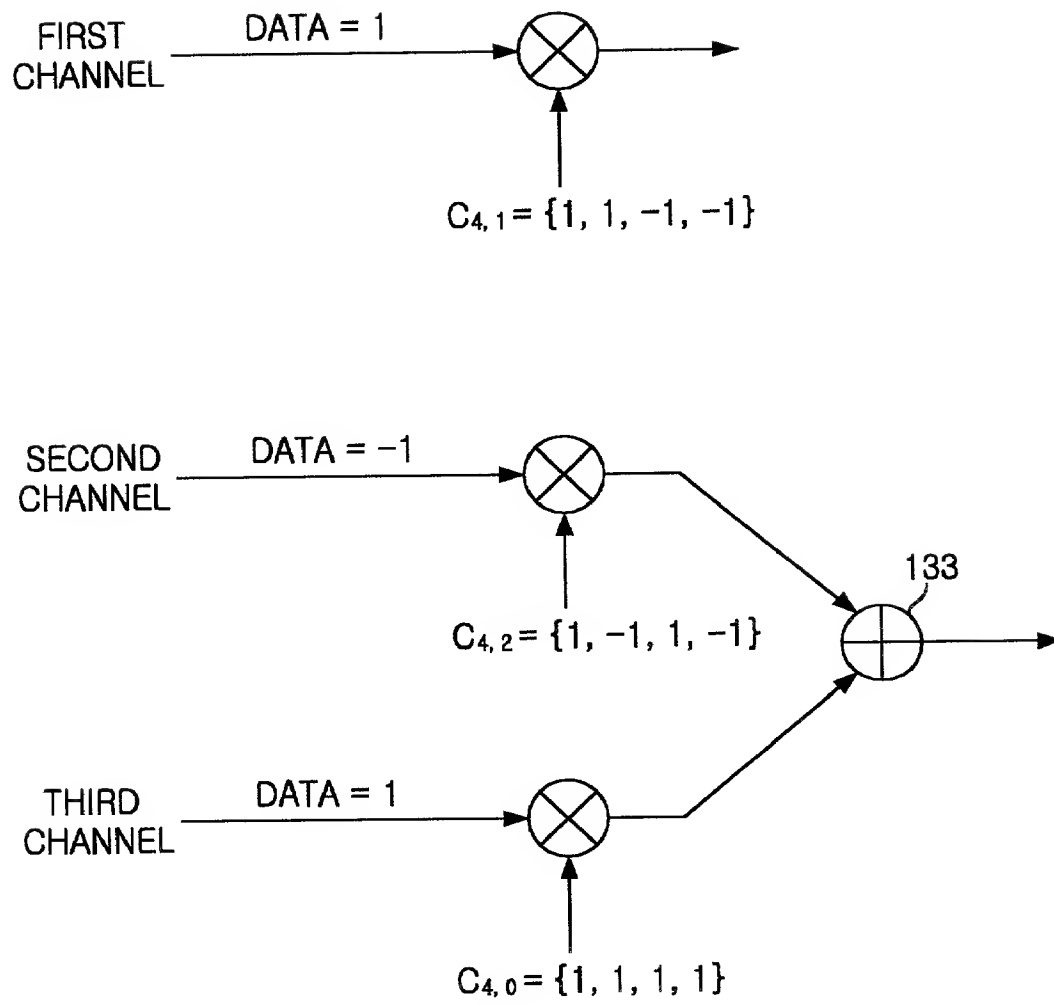 FIRST
CHANNEL
DATA = 1
C4, 1 = {1, 1, −1, −1}
SECOND
CHANNEL
DATA = −1
C4, 2 = {1, −1, 1, −1}
133
THIRD
CHANNEL
DATA = 1
C4, 0 = {1, 1, 1, 1}